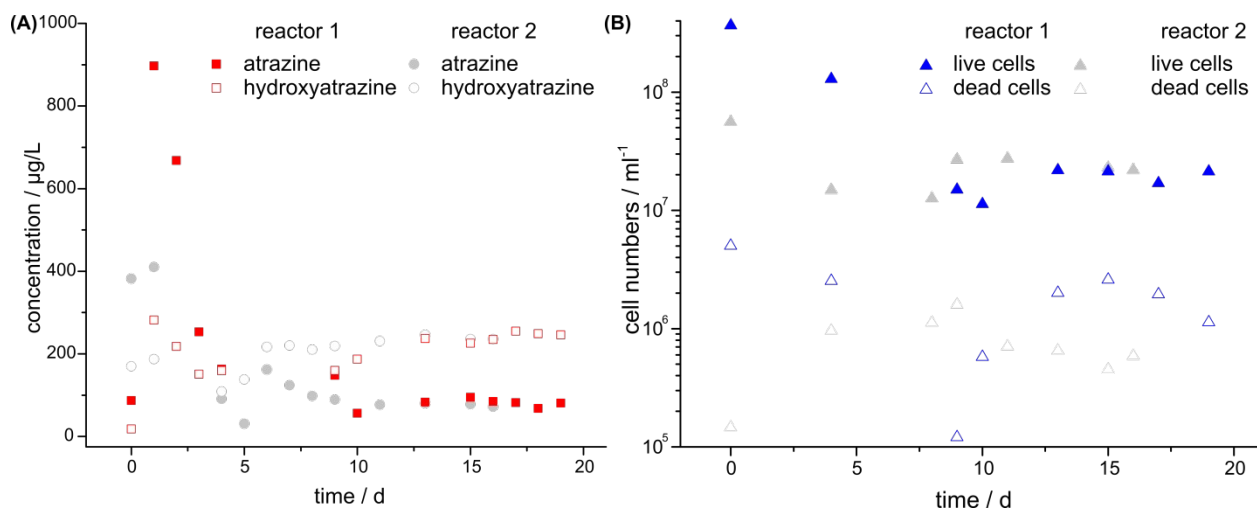 (A)
reactor 1 reactor 2
atrazine atrazine
hydroxyatrazine hydroxyatrazine
concentration / µg/L
1000
800
600
400
200
0
0 5 10 15 20
time / d
(B)
reactor 1 reactor 2
live cells live cells
dead cells dead cells
cell numbers / ml⁻¹
10⁸
10⁷
10⁶
10⁵
0 5 10 15 20
time / d